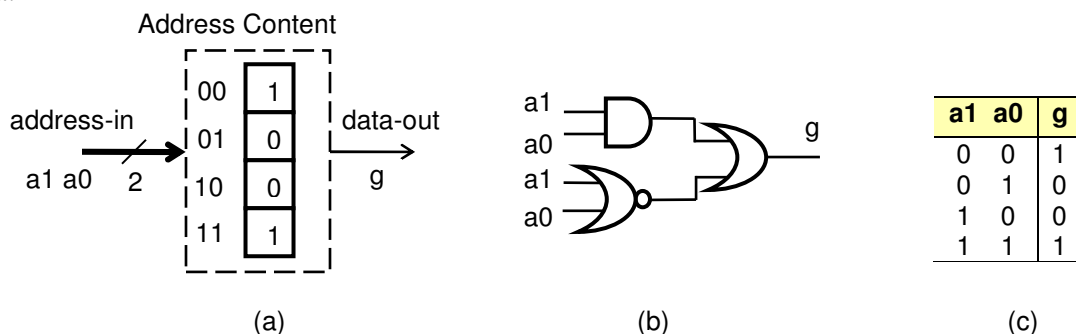 Address Content
00 1
address-in 01 0 data-out
a1 a0 2 10 0 g
11 1
(a)
a1
a0
a1
a0
g
(b)
a1 a0 g
0 0 1
0 1 0
1 0 0
1 1 1
(c)